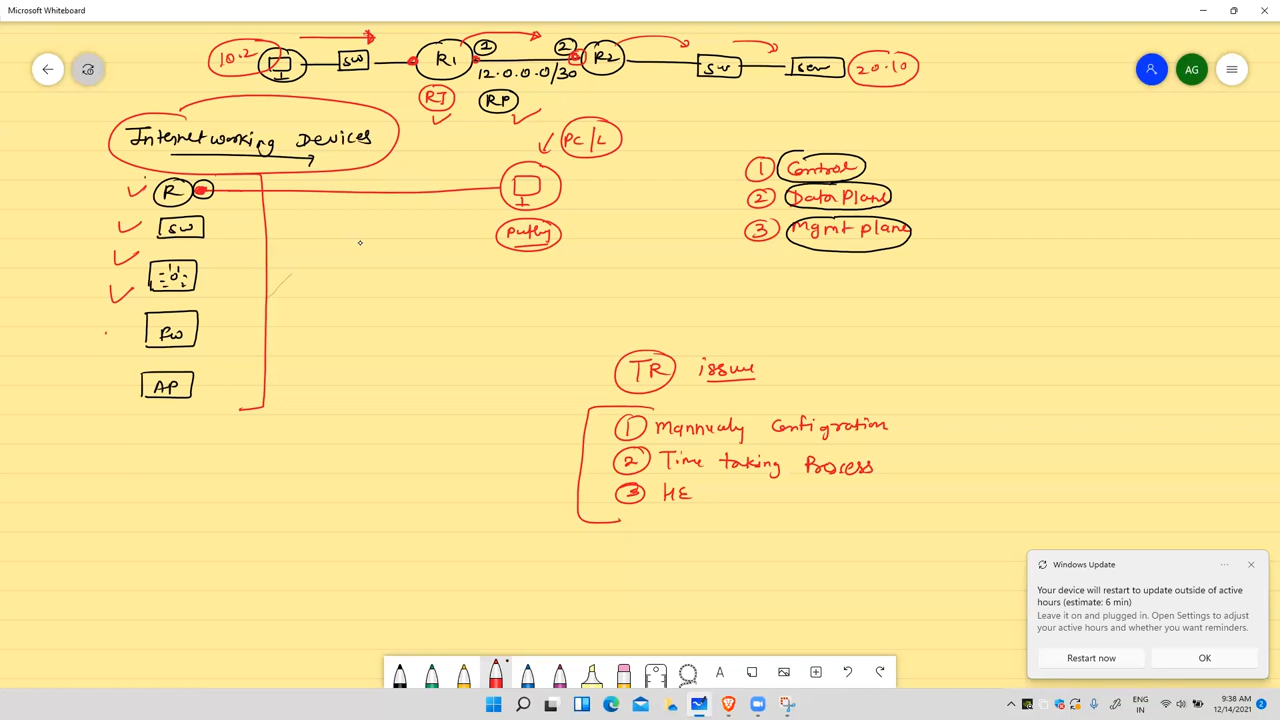 Microsoft Whiteboard
10.2 SW R1 1 2 R2 SW Serv 20.10
12.0.0.0/30
RT RP
PC/L
AG
Internetworking Devices
R
SW
FW
AP
Putty
1 Control
2 Data Plane
3 Mgmt plane
TR issue
1 Mannualy Configration
2 Time taking Process
3 HE
Windows Update
Your device will restart to update outside of active
hours (estimate: 6 min)
Leave it on and plugged in. Open Settings to adjust
your active hours and whether you want reminders.
Restart now OK
A
ENG
IN
9:38 AM
12/14/2021
2